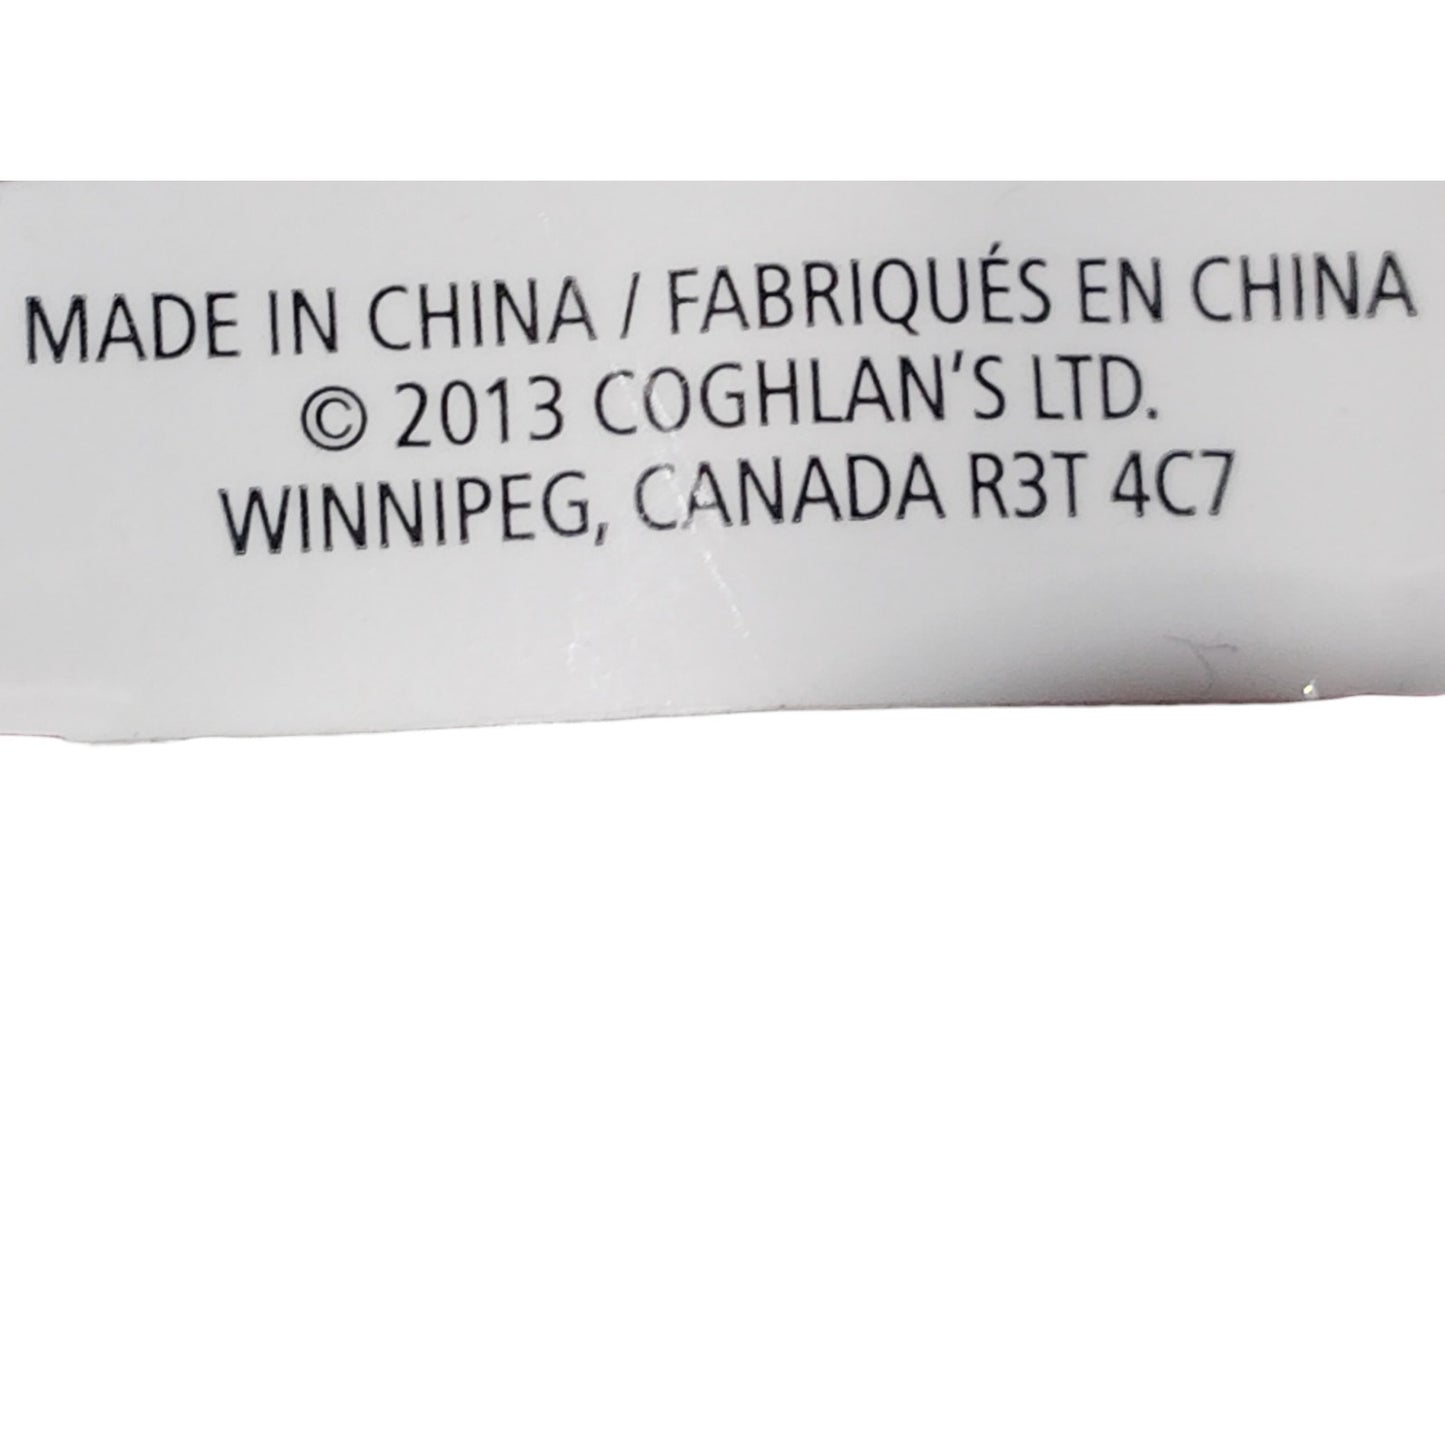 MADE IN CHINA / FABRIQUÉS EN CHINA
© 2013 COGHLAN'S LTD.
WINNIPEG, CANADA R3T 4C7